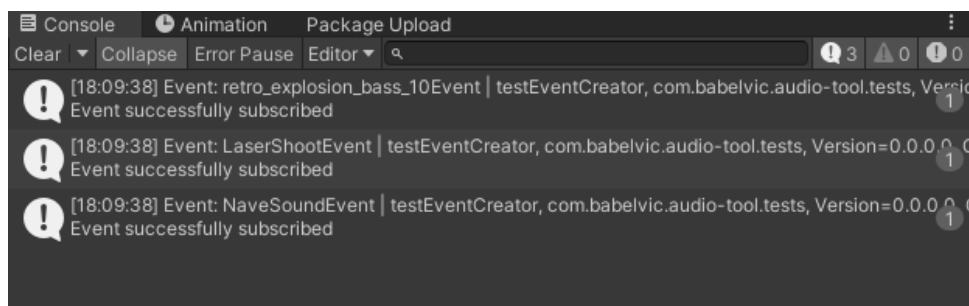 Console Animation Package Upload
Clear Collapse Error Pause Editor 3 0 0
[18:09:38] Event: retro_explosion_bass_10Event | testEventCreator, com.babelvic.audio-tool.tests,
Event successfully subscribed
1
[18:09:38] Event: LaserShootEvent | testEventCreator, com.babelvic.audio-tool.tests, Version=0.0.0.0,
Event successfully subscribed
1
[18:09:38] Event: NaveSoundEvent | testEventCreator, com.babelvic.audio-tool.tests, Version=0.0.0.0,
Event successfully subscribed
1